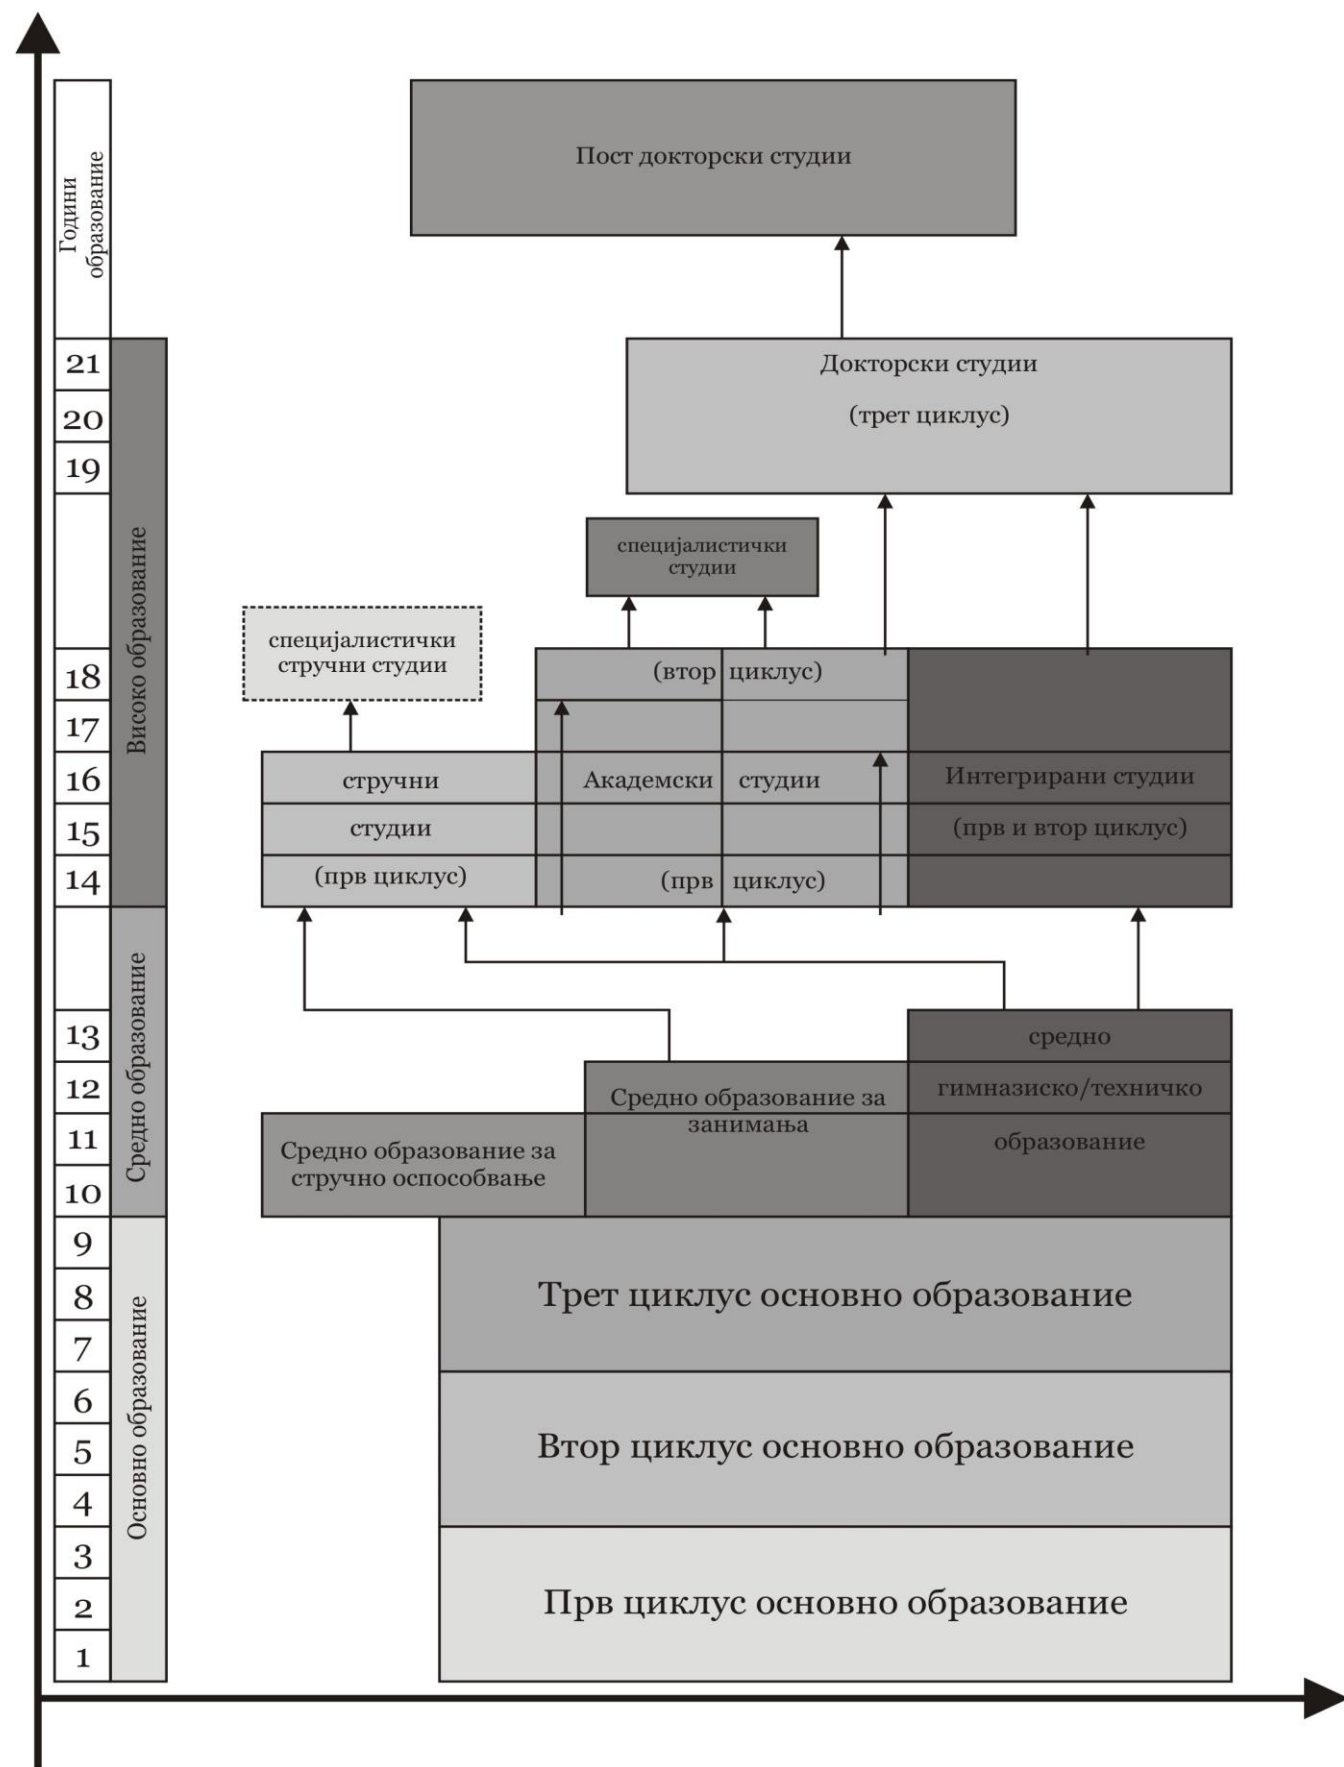 Години
образование
Пост докторски студии
21
20
19
Високо образование
Докторски студии
(трет циклус)
специјалистички
студии
специјалистички
стручни студии
18
17
16
15
14
(втор циклус)
стручни
студии
(прв циклус)
Академски студии
(прв циклус)
Интегрирани студии
(прв и втор циклус)
13
12
11
10
Средно образование
средно
гимназиско/техничко
образование
Средно образование за
занимања
Средно образование за
стручно оспособвање
9
8
7
6
5
4
3
2
1
Основно образование
Трет циклус основно образование
Втор циклус основно образование
Прв циклус основно образование